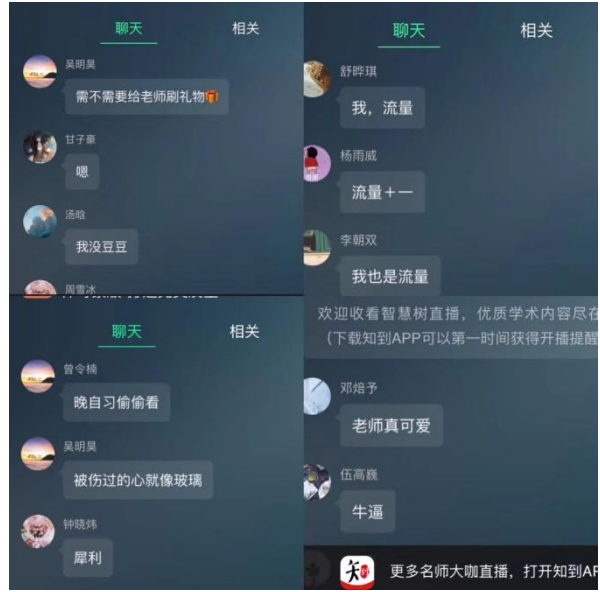 聊天 相关
吴明昊
需不需要给老师刷礼物🎁
甘子豪
嗯
汤晗
我没豆豆
周雪冰
聊天 相关
曾令楠
晚自习偷偷看
吴明昊
被伤过的心就像玻璃
钟晓炜
犀利
聊天 相关
舒晔琪
我，流量
杨雨威
流量+一
李朝双
我也是流量
欢迎收看智慧树直播，优质学术内容尽在
（下载知到APP可以第一时间获得开播提醒
邓焙予
老师真可爱
伍高巍
牛逼
知到
更多名师大咖直播，打开知到AP